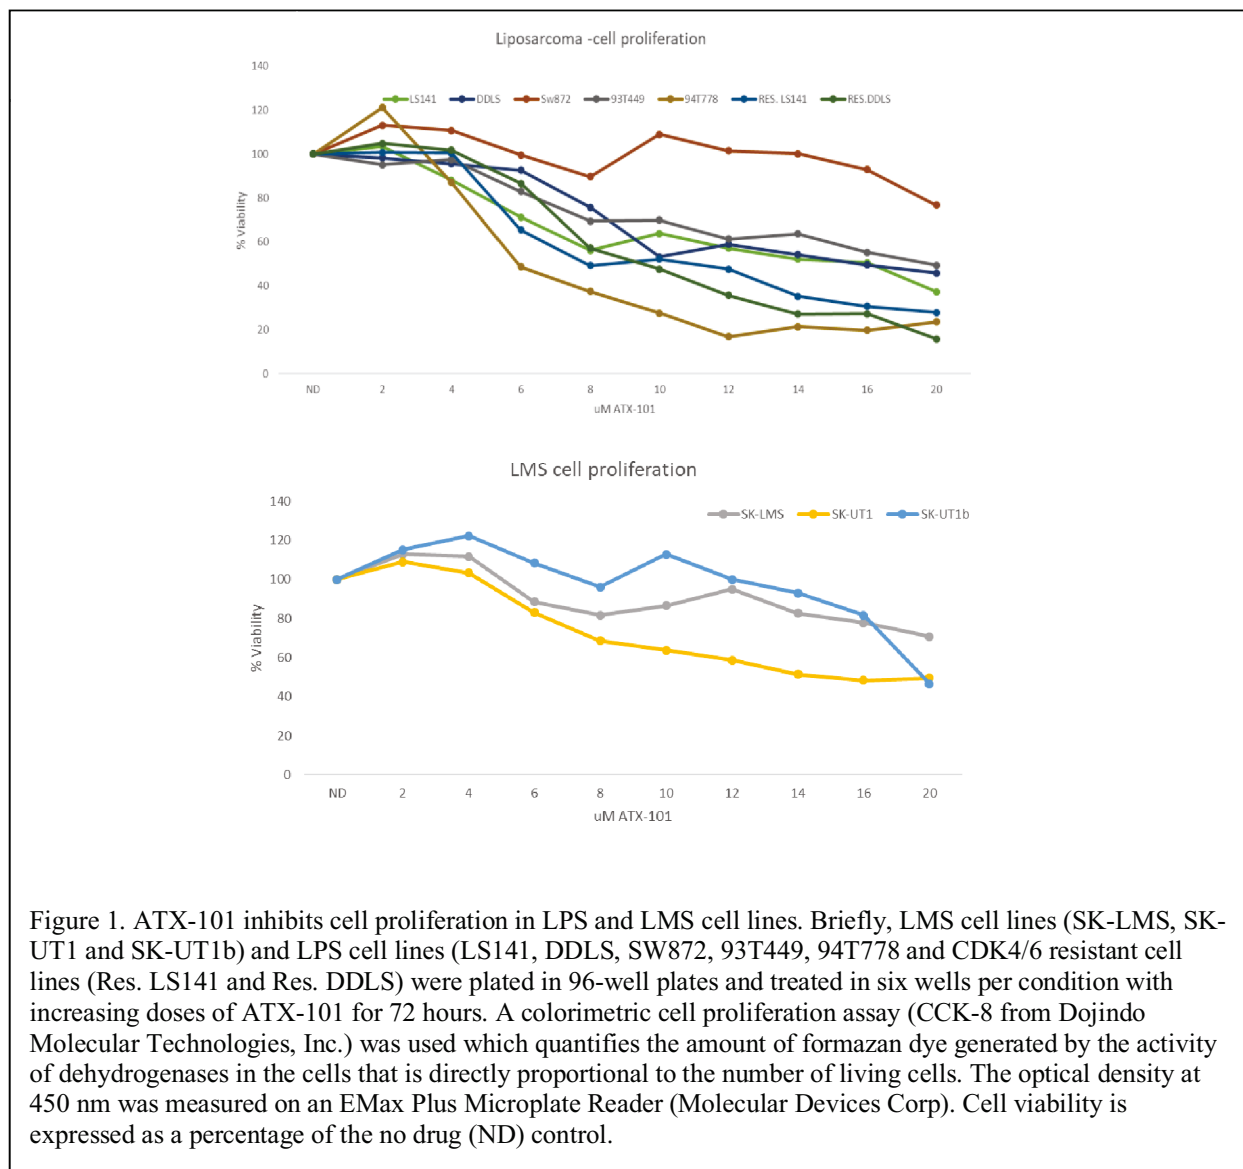 Liposarcoma -cell proliferation
140
LS141 DDLS Sw872 93T449 94T778 RES. LS141 RES.DDLS
120
100
80
60
40
20
0
% Viability
ND 2 4 6 8 10 12 14 16 20
uM ATX-101
LMS cell proliferation
140
SK-LMS SK-UT1 SK-UT1b
120
100
80
60
40
20
0
% Viability
ND 2 4 6 8 10 12 14 16 20
uM ATX-101
Figure 1. ATX-101 inhibits cell proliferation in LPS and LMS cell lines. Briefly, LMS cell lines (SK-LMS, SK-
UT1 and SK-UT1b) and LPS cell lines (LS141, DDLS, SW872, 93T449, 94T778 and CDK4/6 resistant cell
lines (Res. LS141 and Res. DDLS) were plated in 96-well plates and treated in six wells per condition with
increasing doses of ATX-101 for 72 hours. A colorimetric cell proliferation assay (CCK-8 from Dojindo
Molecular Technologies, Inc.) was used which quantifies the amount of formazan dye generated by the activity
of dehydrogenases in the cells that is directly proportional to the number of living cells. The optical density at
450 nm was measured on an EMax Plus Microplate Reader (Molecular Devices Corp). Cell viability is
expressed as a percentage of the no drug (ND) control.